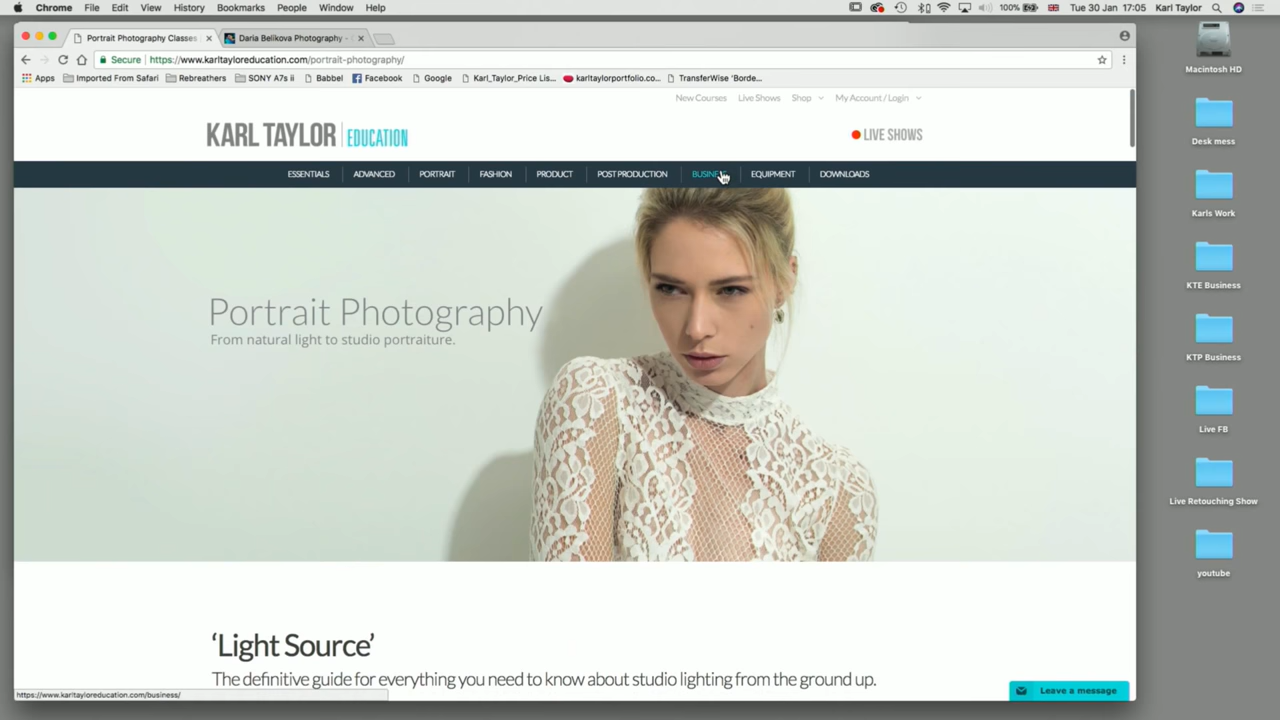 Chrome File Edit View History Bookmarks People Window Help 100% Tue 30 Jan 17:05 Karl Taylor
Portrait Photography Classes
Daria Belikova Photography -
Secure https://www.karltayloreducation.com/portrait-photography/
Apps Imported From Safari Rebreathers SONY A7s ii Babbel Facebook Google Karl_Taylor_Price Lis... karltaylorportfolio.co... TransferWise 'Borde...
New Courses Live Shows Shop My Account / Login
KARL TAYLOR EDUCATION
LIVE SHOWS
ESSENTIALS ADVANCED PORTRAIT FASHION PRODUCT POST PRODUCTION BUSINE EQUIPMENT DOWNLOADS
Portrait Photography
From natural light to studio portraiture.
‘Light Source’
The definitive guide for everything you need to know about studio lighting from the ground up.
https://www.karltayloreducation.com/business/
Leave a message
Macintosh HD
Desk mess
Karls Work
KTE Business
KTP Business
Live FB
Live Retouching Show
youtube